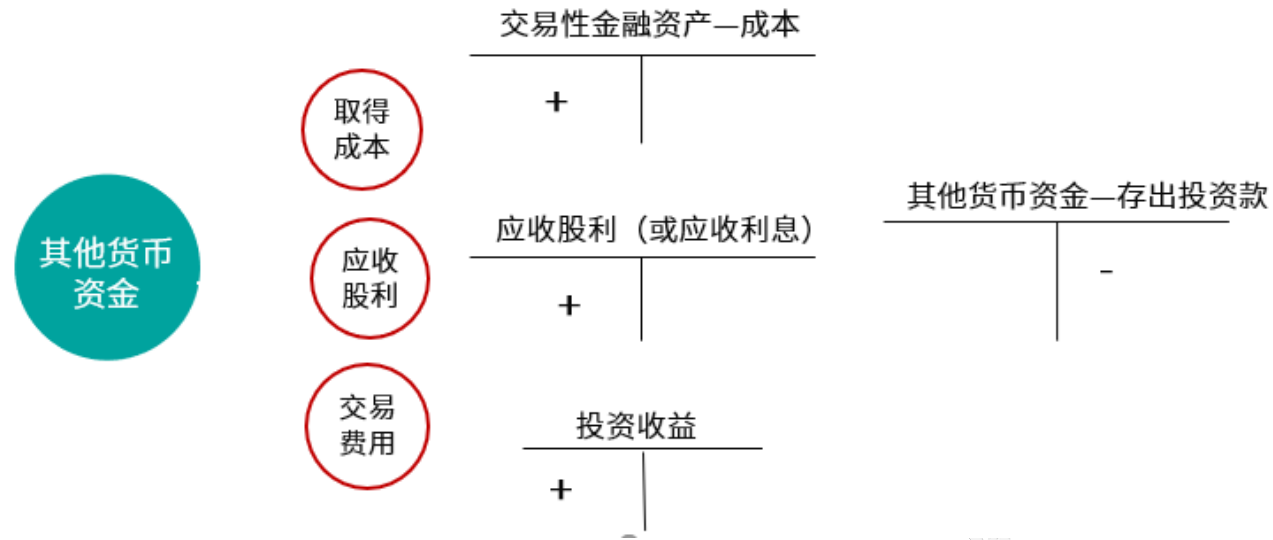 交易性金融资产—成本
+
取得
成本
其他货币资金—存出投资款
-
应收股利（或应收利息）
+
其他货币
资金
应收
股利
交易
费用
投资收益
+